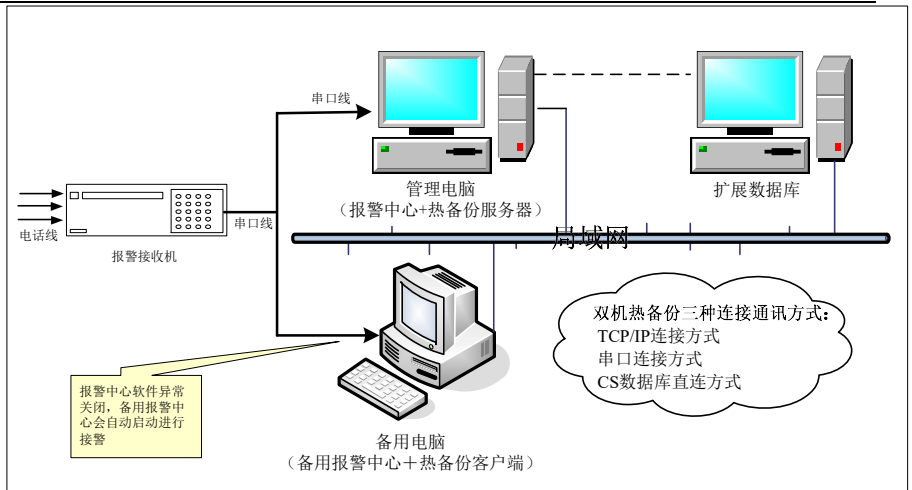 串口线
管理电脑
（报警中心+热备份服务器）
扩展数据库
电话线
报警接收机
串口线
局域网
双机热备份三种连接通讯方式：
TCP/IP连接方式
串口连接方式
CS数据库直连方式
报警中心软件异常
关闭，备用报警中
心会自动启动进行
接警
备用电脑
（备用报警中心＋热备份客户端）